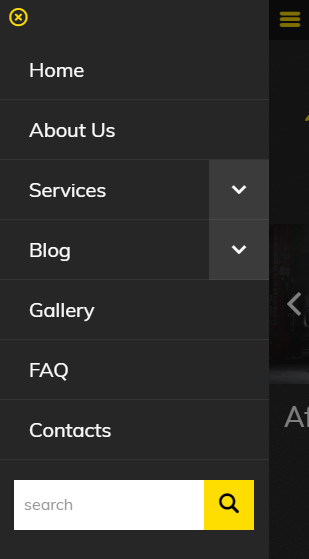 Home
About Us
Services
Blog
Gallery
FAQ
Contacts
search